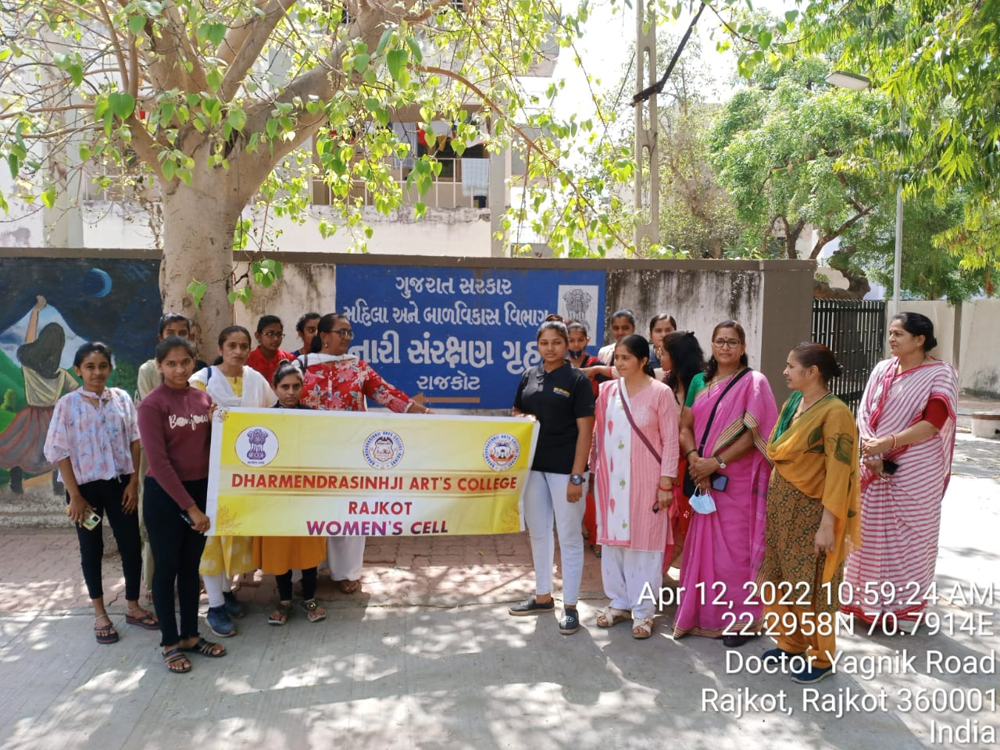 ગુજરાત સરકાર
મહિલા અને બાળવિકાસ વિભાગ
નારી સંરક્ષણ ગૃહ
રાજકોટ
DHARMENDRASINHJI ART'S COLLEGE
RAJKOT
WOMEN'S CELL
Bonjour
Apr 12, 2022 10:59:24 AM
22.2958N 70.7914E
Doctor Yagnik Road
Rajkot, Rajkot 360001
India